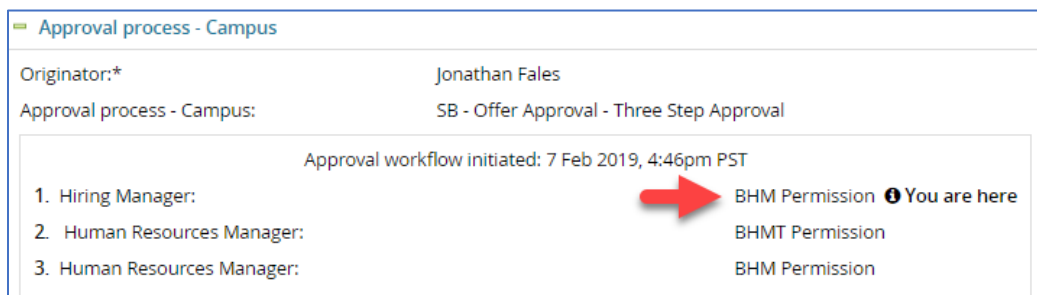 Approval process - Campus
Originator:* Jonathan Fales
Approval process - Campus: SB - Offer Approval - Three Step Approval
Approval workflow initiated: 7 Feb 2019, 4:46pm PST
1. Hiring Manager: BHM Permission You are here
2. Human Resources Manager: BHMT Permission
3. Human Resources Manager: BHM Permission